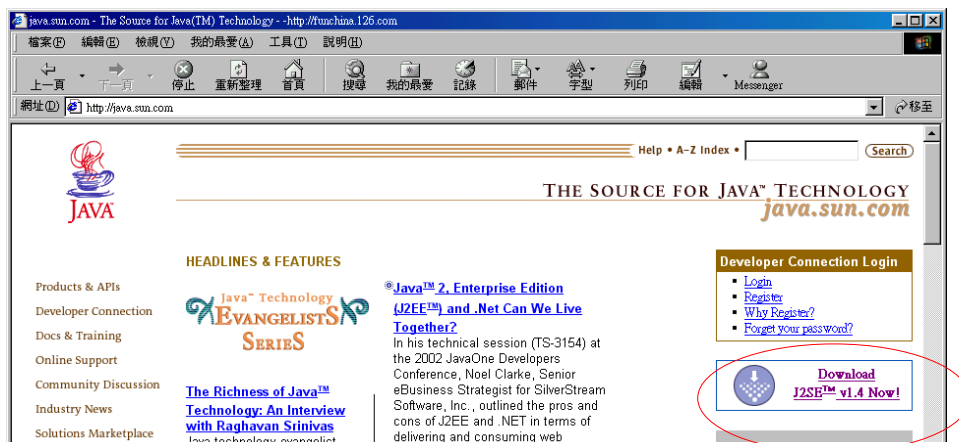 java.sun.com - The Source for Java(TM) Technology - -http://funchina.126.com
檔案(F) 編輯(E) 檢視(V) 我的最愛(A) 工具(T) 說明(H)
上一頁 下一頁 停止 重新整理 首頁 搜尋 我的最愛 記錄 郵件 字型 列印 編輯 Messenger
網址(D) http://java.sun.com 移至
Help • A-Z Index • Search
THE SOURCE FOR JAVA™ TECHNOLOGY
java.sun.com
JAVA
Products & APIs
Developer Connection
Docs & Training
Online Support
Community Discussion
Industry News
Solutions Marketplace
HEADLINES & FEATURES
Java™ Technology
EVANGELISTS
SERIES
The Richness of Java™
Technology: An Interview
with Raghavan Srinivas
Java technology evangelist
Java™ 2, Enterprise Edition
(J2EE™) and .Net Can We Live
Together?
In his technical session (TS-3154) at
the 2002 JavaOne Developers
Conference, Noel Clarke, Senior
eBusiness Strategist for SilverStream
Software, Inc., outlined the pros and
cons of J2EE and .NET in terms of
delivering and consuming web
Developer Connection Login
Login
Register
Why Register?
Forget your password?
Download
J2SE™ v1.4 Now!